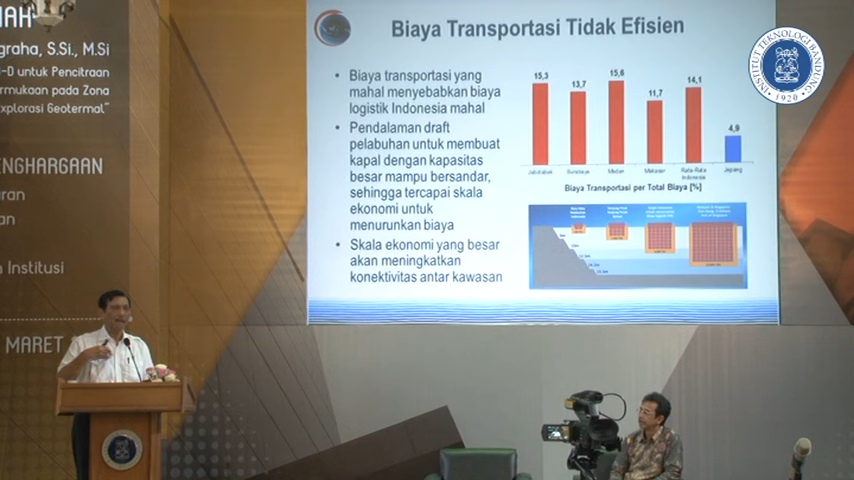 NAH
graha, S.Si., M.Si
-D untuk Pencitraan
rmukaan pada Zona
Explorasi Geotermal"
ENGHARGAAN
uran
an
n Institusi
MARET
Biaya Transportasi Tidak Efisien
• Biaya transportasi yang
mahal menyebabkan biaya
logistik Indonesia mahal
• Pendalaman draft
pelabuhan untuk membuat
kapal dengan kapasitas
besar mampu bersandar,
sehingga tercapai skala
ekonomi untuk
menurunkan biaya
• Skala ekonomi yang besar
akan meningkatkan
konektivitas antar kawasan
15,3
13,7
15,6
11,7
14,1
4,9
Surabaya
Medan
Makasar
Rata-Rata
Indonesia
Jepang
Biaya Transportasi per Total Biaya [%]
INSTITUT TEKNOLOGI BANDUNG
1920